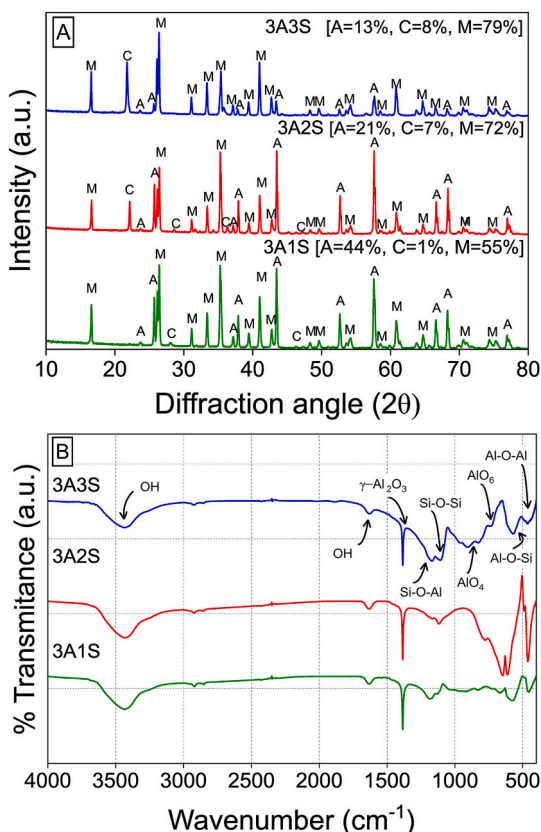 A
3A3S [A=13%, C=8%, M=79%]
M C A A M M M M M A M M M A M M A M M A M M M A M M A
3A2S [A=21%, C=7%, M=72%]
M C A A M C M M M C A A M M M A C M M A M A M M M A M A M M A
3A1S [A=44%, C=1%, M=55%]
M A C A M M M M A A M M M A C M M A M A M M M A M A M M A
Intensity (a.u.)
10 20 30 40 50 60 70 80
Diffraction angle (2θ)
B
3A3S
OH
γ–Al2O3
Si-O-Si
AlO6
Al-O-Al
OH
Si-O-Al
AlO4
Al-O-Si
3A2S
3A1S
% Transmitance (a.u.)
4000 3500 3000 2500 2000 1500 1000 500
Wavenumber (cm-1)